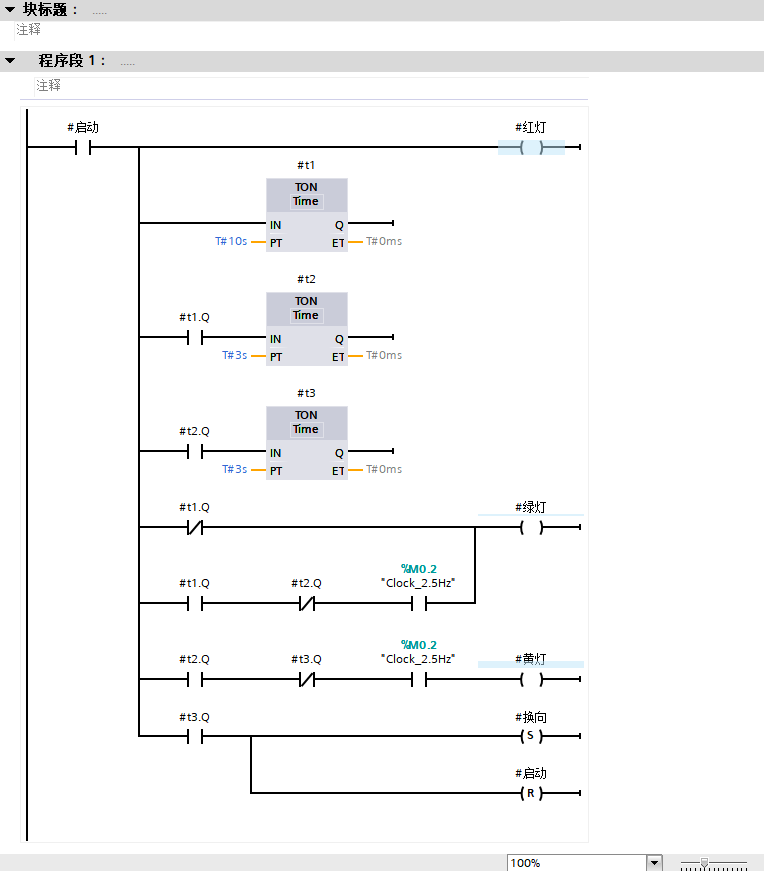 块标题： .....
注释
程序段 1： .....
注释
#启动
#红灯
#t1
TON
Time
IN Q
T#10s PT ET T#0ms
#t2
TON
#t1.Q Time
IN Q
T#3s PT ET T#0ms
#t3
TON
#t2.Q Time
IN Q
T#3s PT ET T#0ms
#t1.Q #绿灯
%M0.2
#t1.Q #t2.Q "Clock_2.5Hz"
%M0.2
#t2.Q #t3.Q "Clock_2.5Hz" #黄灯
#t3.Q #换向
S
#启动
R
100%